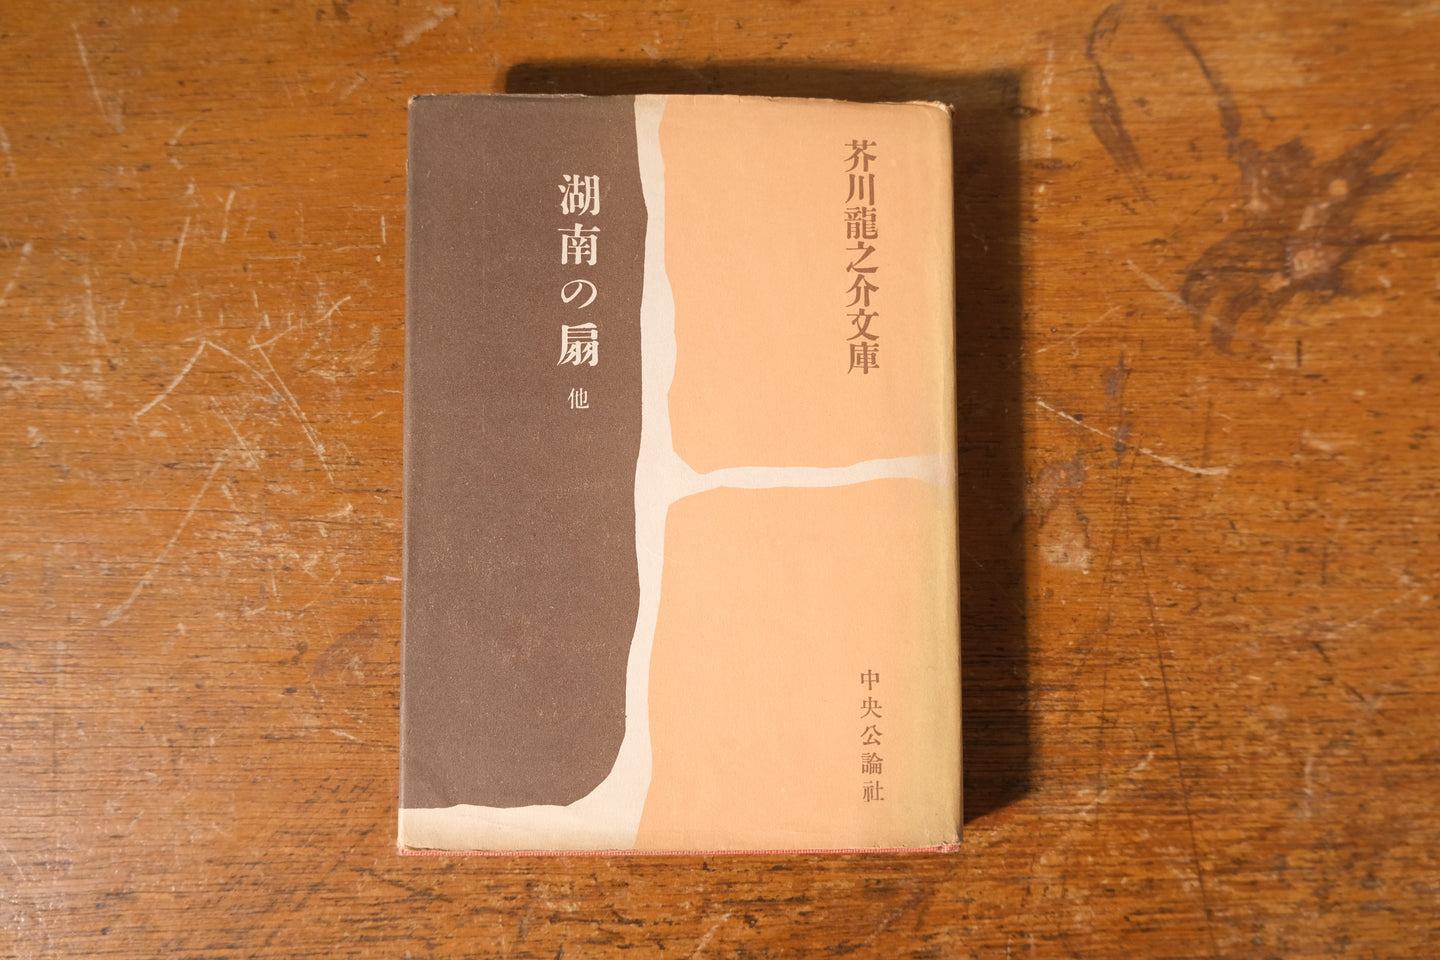 芥川龍之介文庫
湖南の扇
他
中央公論社